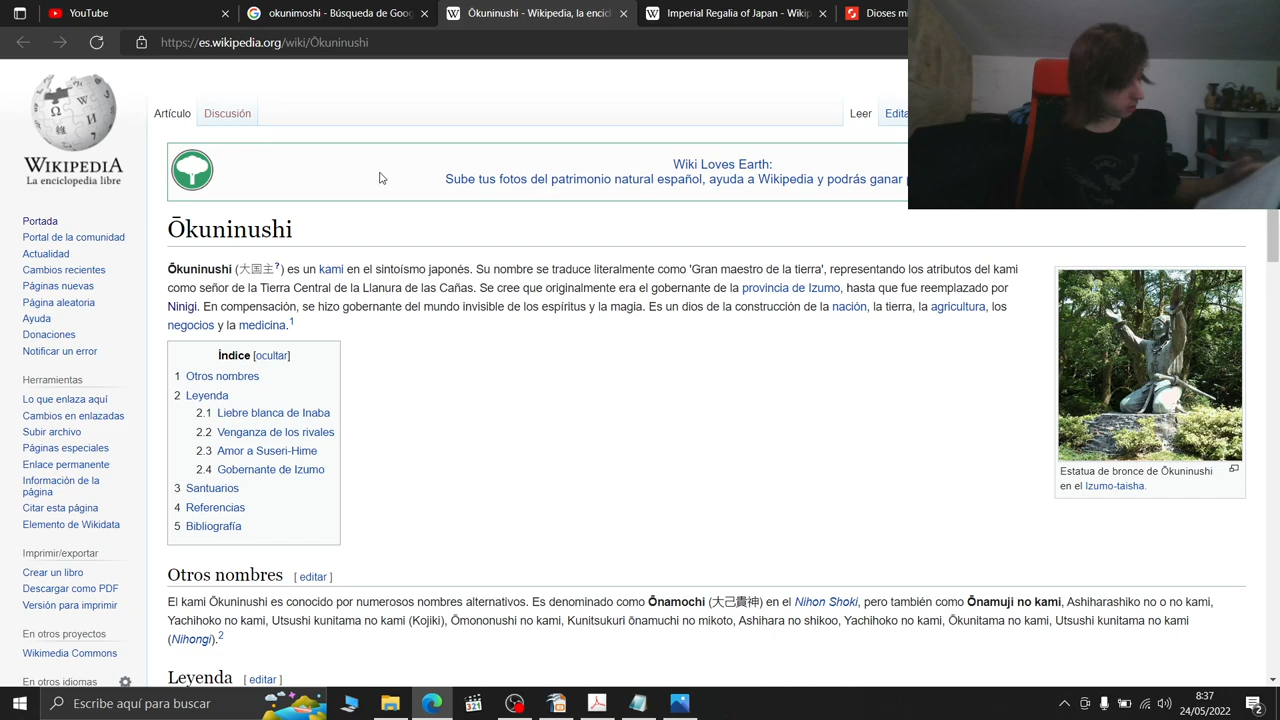 YouTube
okunimoshi - Búsqueda de Goo
Ōkuninushi, la enci
Imperial Regalia of Japan - Wikip
Dioses m
https://es.wikipedia.org/wiki/Ōkuninushi
WIKIPEDIA
La enciclopedia libre
Artículo
Discusión
Leer
Edita
Wiki Loves Earth:
Sube tus fotos del patrimonio natural español, ayuda a Wikipedia y podrás ganar
Portada
Portal de la comunidad
Actualidad
Cambios recientes
Páginas nuevas
Página aleatoria
Ayuda
Donaciones
Notificar un error
Herramientas
Lo que enlaza aquí
Cambios en enlazadas
Subir archivo
Páginas especiales
Enlace permanente
Información de la
página
Citar esta página
Elemento de Wikidata
Imprimir/exportar
Crear un libro
Descargar como PDF
Versión para imprimir
En otros proyectos
Wikimedia Commons
En otros idiomas
Ōkuninushi
Ōkuninushi (大国主?) es un kami en el sintoísmo japonés. Su nombre se traduce literalmente como 'Gran maestro de la tierra', representando los atributos del kami
como señor de la Tierra Central de la Llanura de las Cañas. Se cree que originalmente era el gobernante de la provincia de Izumo, hasta que fue reemplazado por
Ninigi. En compensación, se hizo gobernante del mundo invisible de los espíritus y la magia. Es un dios de la construcción de la nación, la tierra, la agricultura, los
negocios y la medicina.1
Índice [ocultar]
1 Otros nombres
2 Leyenda
2.1 Liebre blanca de Inaba
2.2 Venganza de los rivales
2.3 Amor a Suseri-Hime
2.4 Gobernante de Izumo
3 Santuarios
4 Referencias
5 Bibliografía
Estatua de bronce de Ōkuninushi
en el Izumo-taisha.
Otros nombres [ editar ]
El kami Ōkuninushi es conocido por numerosos nombres alternativos. Es denominado como Ōnamochi (大己貴神) en el Nihon Shoki, pero también como Ōnamuji no kami, Ashiharashiko no o no kami,
Yachihoko no kami, Utsushi kunitama no kami (Kojiki), Ōmononushi no kami, Kunitsukuri ōnamuchi no mikoto, Ashihara no shikoo, Yachihoko no kami, Ōkunitama no kami, Utsushi kunitama no kami
(Nihongi).2
Leyenda [ editar ]
Escribe aquí para buscar
321
8:37
24/05/2022
2